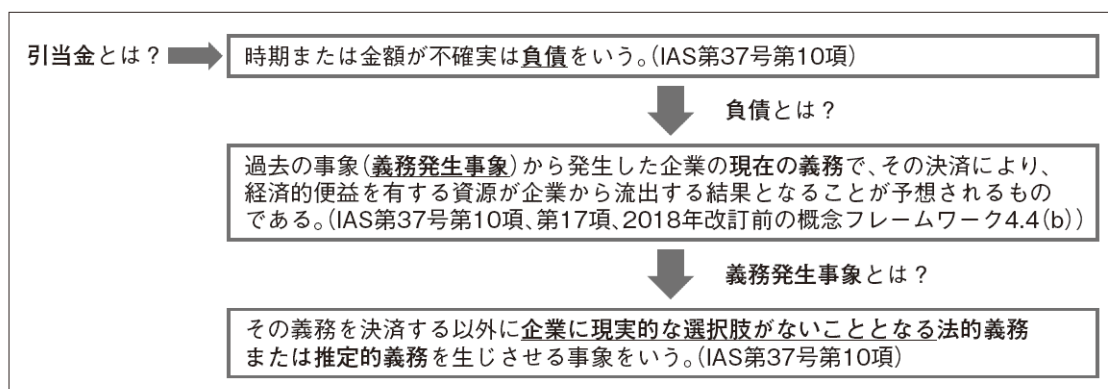 引当金とは？
時期または金額が不確実は負債をいう。(IAS第37号第10項)
負債とは？
過去の事象(義務発生事象)から発生した企業の現在の義務で、その決済により、
経済的便益を有する資源が企業から流出する結果となることが予想されるもの
である。(IAS第37号第10項、第17項、2018年改訂前の概念フレームワーク4.4(b))
義務発生事象とは？
その義務を決済する以外に企業に現実的な選択肢がないこととなる法的義務
または推定的義務を生じさせる事象をいう。(IAS第37号第10項)